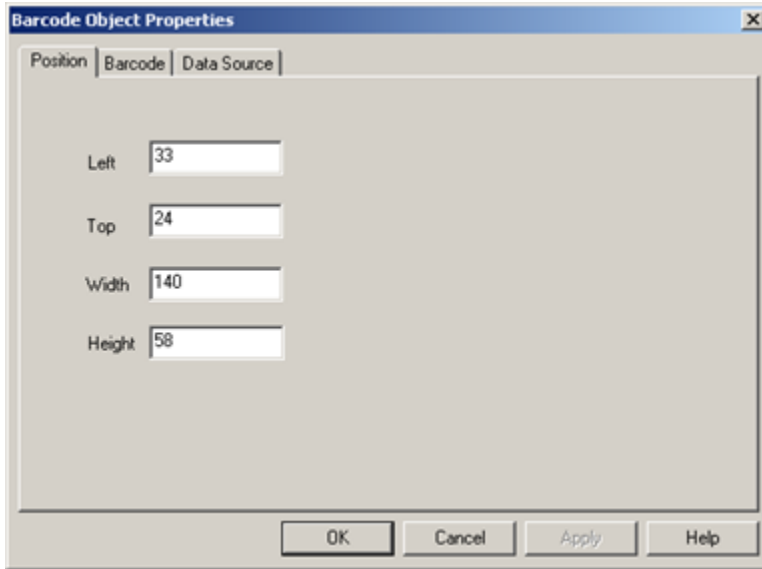 Barcode Object Properties
Position Barcode Data Source
Left 33
Top 24
Width 140
Height 58
OK Cancel Apply Help